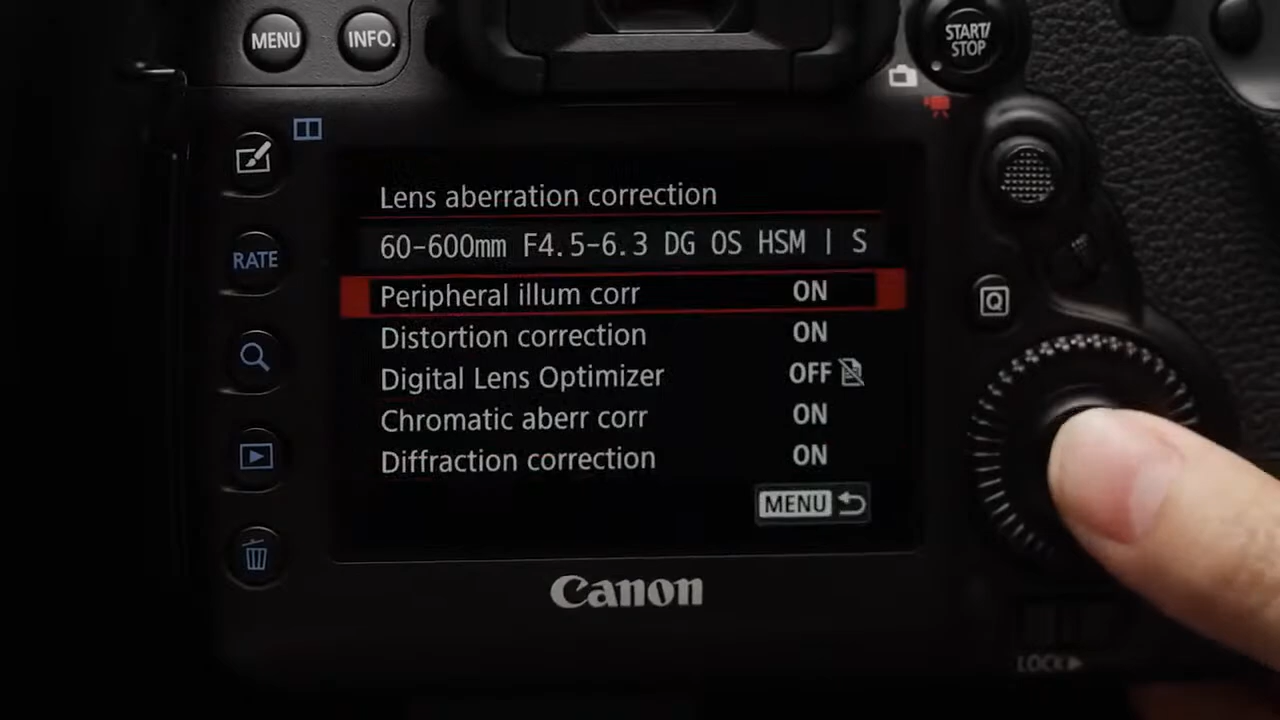 MENU
INFO.
START/
STOP
Lens aberration correction
60-600mm F4.5-6.3 DG OS HSM | S
Peripheral illum corr ON
RATE
Distortion correction ON
Q
Digital Lens Optimizer OFF
Chromatic aberr corr ON
Diffraction correction ON
MENU
Canon
LOCK▶